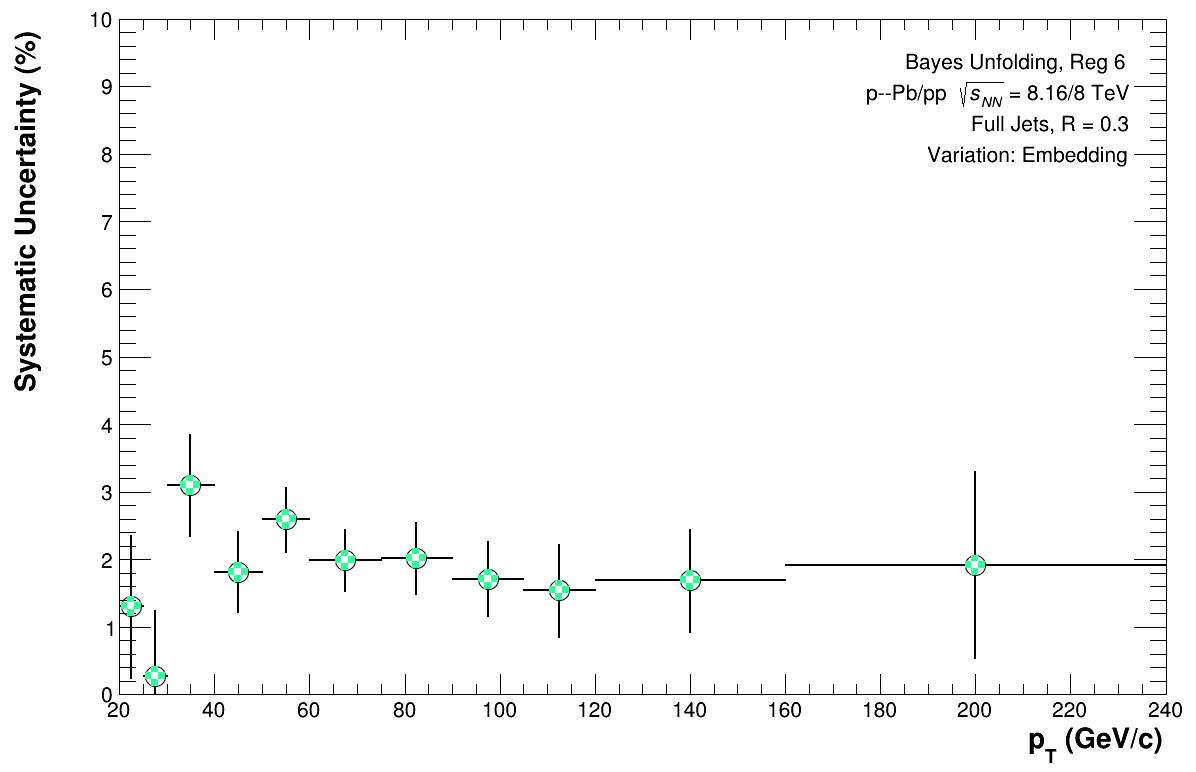 Systematic Uncertainty (%)
10
9
8
7
6
5
4
3
2
1
0
Bayes Unfolding, Reg 6
p--Pb/pp √s_NN = 8.16/8 TeV
Full Jets, R = 0.3
Variation: Embedding
20 40 60 80 100 120 140 160 180 200 220 240
p_T (GeV/c)